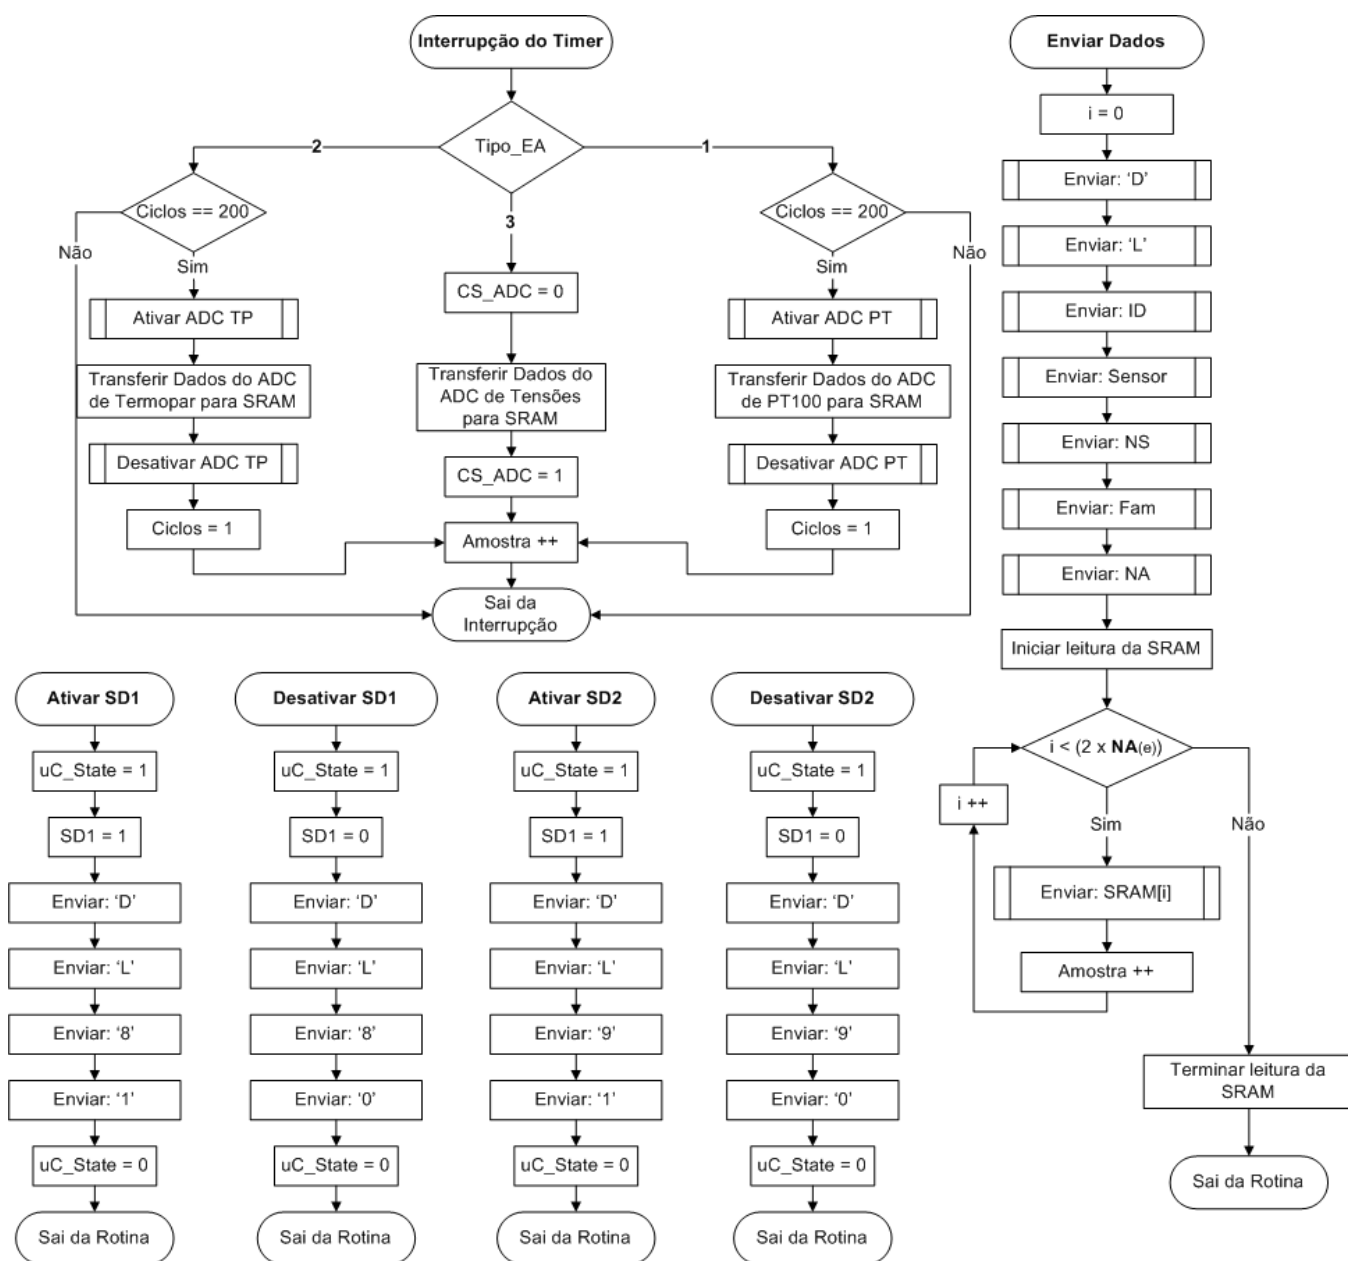 Interrupção do Timer
Tipo_EA
2
1
3
Ciclos == 200
Não
Sim
Ativar ADC TP
Transferir Dados do ADC
de Termopar para SRAM
Desativar ADC TP
Ciclos = 1
CS_ADC = 0
Transferir Dados do
ADC de Tensões
para SRAM
CS_ADC = 1
Amostra ++
Sai da
Interrupção
Ciclos == 200
Não
Sim
Ativar ADC PT
Transferir Dados do ADC
de PT100 para SRAM
Desativar ADC PT
Ciclos = 1
Enviar Dados
i = 0
Enviar: ‘D’
Enviar: ‘L’
Enviar: ID
Enviar: Sensor
Enviar: NS
Enviar: Fam
Enviar: NA
Iniciar leitura da SRAM
i < (2 x NA(e))
i ++
Sim
Não
Enviar: SRAM[i]
Amostra ++
Terminar leitura da
SRAM
Sai da Rotina
Ativar SD1
uC_State = 1
SD1 = 1
Enviar: ‘D’
Enviar: ‘L’
Enviar: ‘8’
Enviar: ‘1’
uC_State = 0
Sai da Rotina
Desativar SD1
uC_State = 1
SD1 = 0
Enviar: ‘D’
Enviar: ‘L’
Enviar: ‘8’
Enviar: ‘0’
uC_State = 0
Sai da Rotina
Ativar SD2
uC_State = 1
SD1 = 1
Enviar: ‘D’
Enviar: ‘L’
Enviar: ‘9’
Enviar: ‘1’
uC_State = 0
Sai da Rotina
Desativar SD2
uC_State = 1
SD1 = 0
Enviar: ‘D’
Enviar: ‘L’
Enviar: ‘9’
Enviar: ‘0’
uC_State = 0
Sai da Rotina